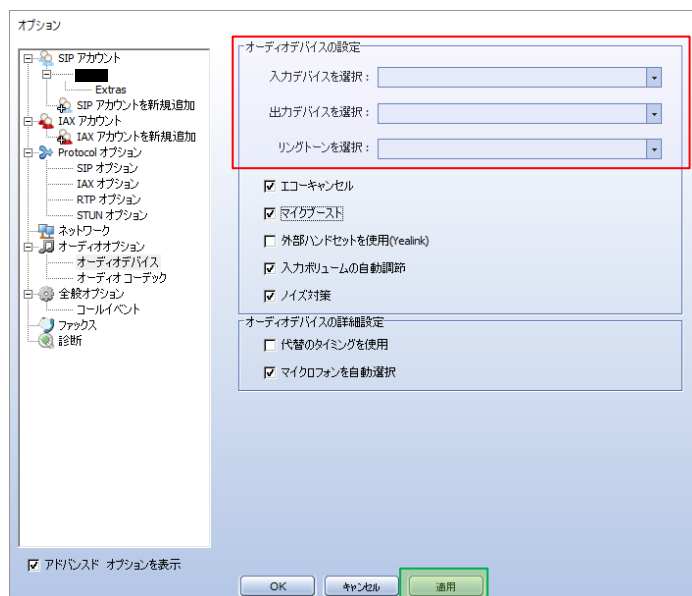 オプション
SIP アカウント
Extras
SIP アカウントを新規追加
IAX アカウント
IAX アカウントを新規追加
Protocol オプション
SIP オプション
IAX オプション
RTP オプション
STUN オプション
ネットワーク
オーディオオプション
オーディオデバイス
オーディオ コーデック
全般オプション
コールイベント
ファックス
診断
アドバンスド オプションを表示
オーディオデバイスの設定
入力デバイスを選択 :
出力デバイスを選択 :
リングトーンを選択 :
エコーキャンセル
マイクブースト
外部ハンドセットを使用(Yealink)
入力ボリュームの自動調節
ノイズ対策
オーディオデバイスの詳細設定
代替のタイミングを使用
マイクロフォンを自動選択
OK
キャンセル
適用